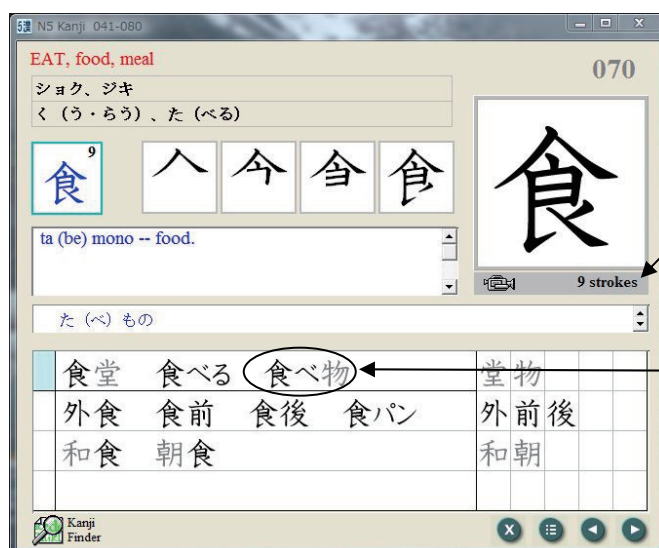 N5 Kanji 041-080
EAT, food, meal
070
ショク、ジキ
く（う・らう）、た（べる）
食 9
𠆢 今 食 食
食
9 strokes
ta (be) mono -- food.
た（べ）もの
食堂 食べる 食べ物 堂物
外食 食前 食後 食パン 外前後
和食 朝食 和朝
Kanji
Finder